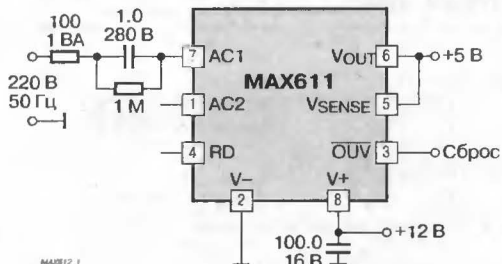 100
1 ВА
1.0
280 В
220 В
50 Гц
1 М
7 AC1
1 AC2
4 RD
MAX611
VOUT 6
+5 В
VSENSE 5
OUV 3
Сброс
V–
2
V+
8
+12 В
100.0
16 В
MAX612_1